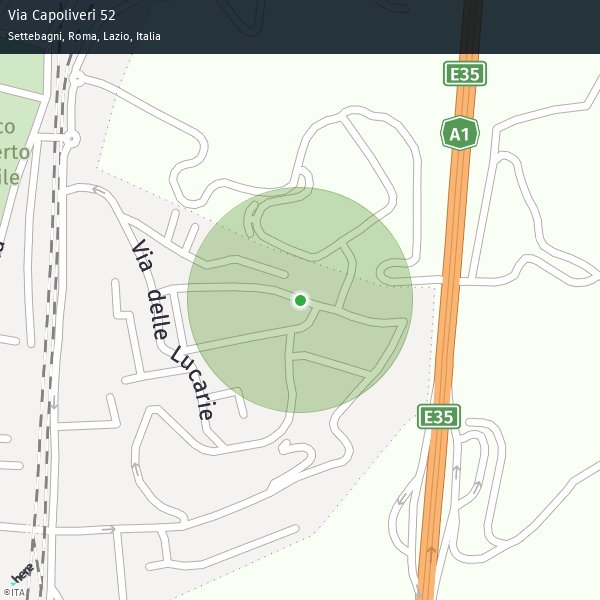 Via Capoliveri 52
Settebagni, Roma, Lazio, Italia
E35
A1
co
erto
ile
Via delle Lucarie
E35
here
©ITA